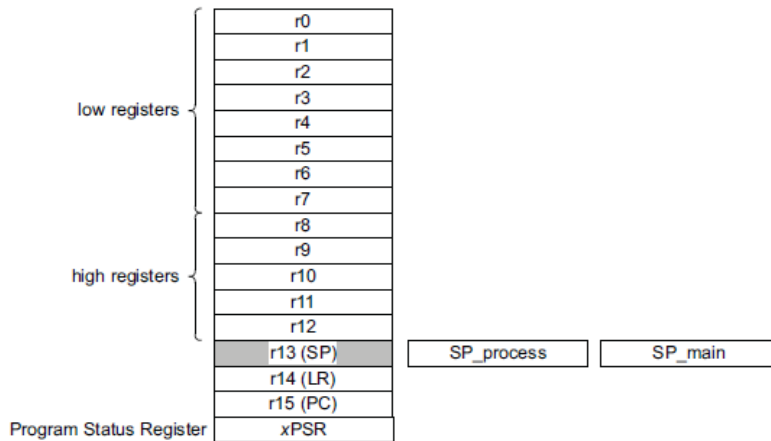 r0
r1
r2
low registers r3
r4
r5
r6
r7
r8
r9
high registers r10
r11
r12
r13 (SP) SP_process SP_main
r14 (LR)
r15 (PC)
Program Status Register xPSR